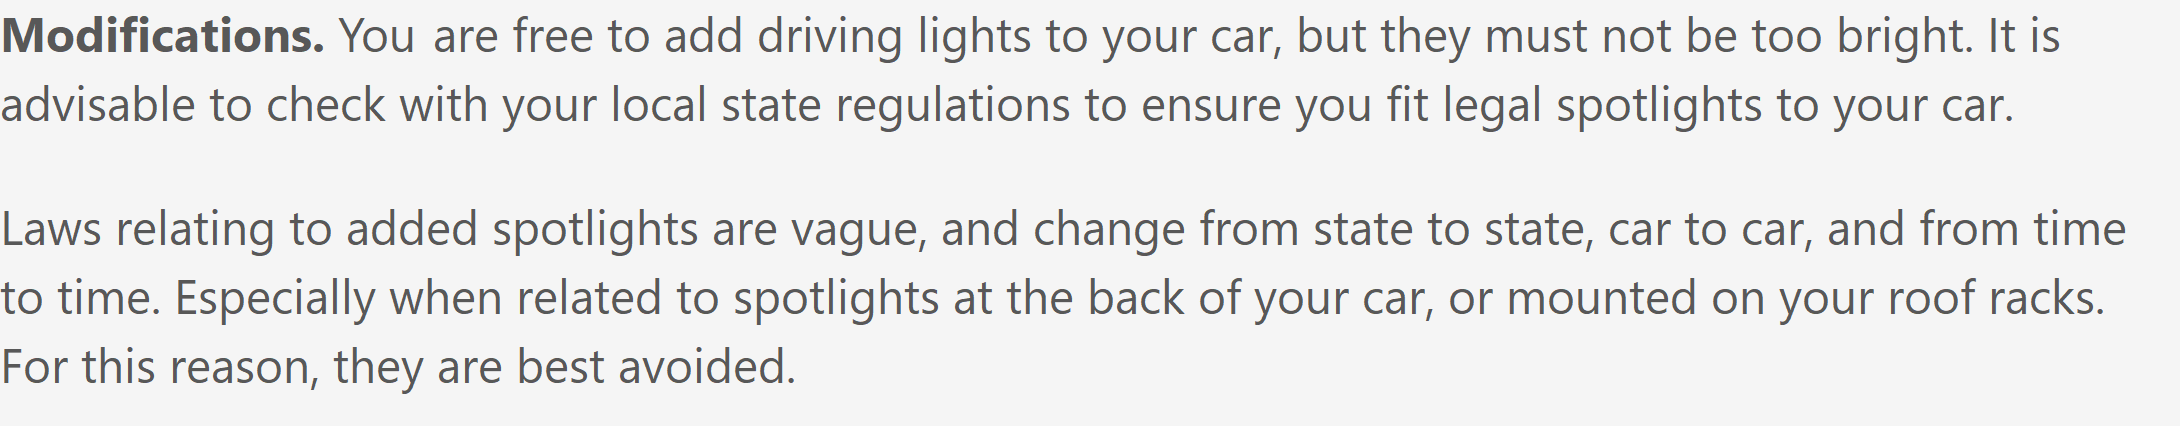 Modifications. You are free to add driving lights to your car, but they must not be too bright. It is
advisable to check with your local state regulations to ensure you fit legal spotlights to your car.
Laws relating to added spotlights are vague, and change from state to state, car to car, and from time
to time. Especially when related to spotlights at the back of your car, or mounted on your roof racks.
For this reason, they are best avoided.